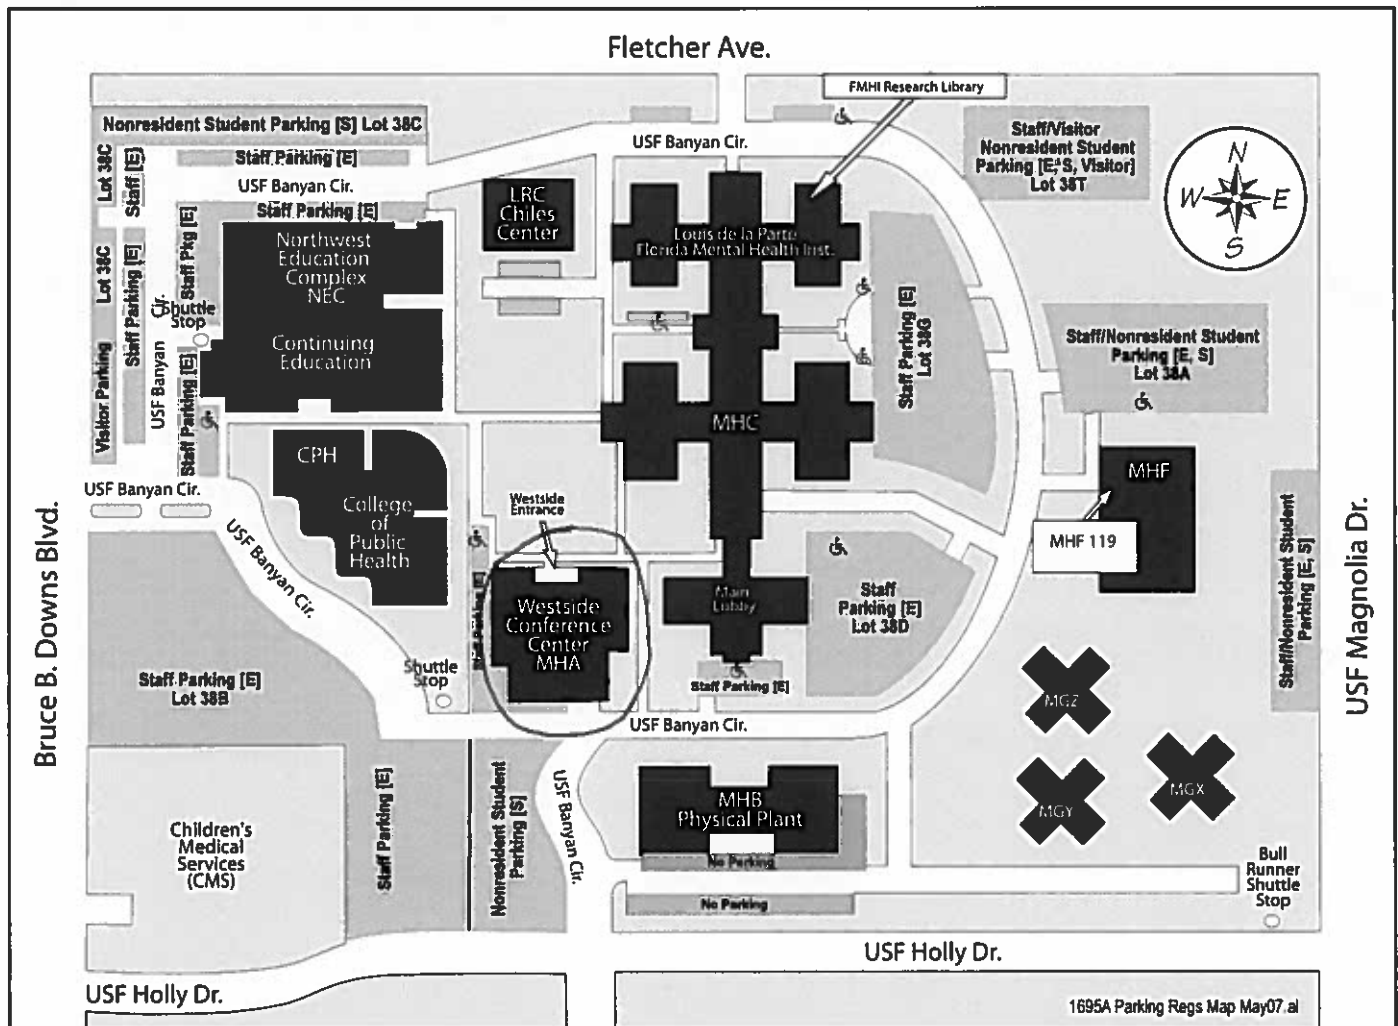 Fletcher Ave.
FMHI Research Library
Nonresident Student Parking [S] Lot 38C
USF Banyan Cir.
Staff/Visitor
Nonresident Student
Parking [E, S, Visitor]
Lot 38T
N
W
E
S
Lot 38C
Staff [E]
Staff Parking [E]
USF Banyan Cir.
Staff Parking [E]
LRC
Chiles
Center
Louis de la Parte
Florida Mental Health Inst.
Northwest
Education
Complex
NEC
Continuing
Education
Staff Pkg [E]
Lot 38C
Staff Parking [E]
Cir.
Shuttle
Stop
USF Banyan
Visitor Parking
Staff Parking [E]
Staff Parking [E]
Staff Parking [E]
Lot 38G
Staff/Nonresident Student
Parking [E, S]
Lot 38A
MHC
CPH
College
of
Public
Health
USF Banyan Cir.
USF Banyan Cir.
Westside
Entrance
MHF
MHF 119
Bruce B. Downs Blvd.
USF Magnolia Dr.
Staff/Nonresident Student
Parking [E, S]
Staff Parking [E]
Westside
Conference
Center
MHA
Main
Lobby
Staff
Parking [E]
Lot 38D
Staff Parking [E]
Lot 38B
Shuttle
Stop
Staff Parking [E]
USF Banyan Cir.
MGZ
MGY
MGX
Staff Parking [E]
Nonresident Student
Parking [S]
USF Banyan Cir.
MHB
Physical Plant
No Parking
No Parking
Children's
Medical
Services
(CMS)
Bull
Runner
Shuttle
Stop
USF Holly Dr.
USF Holly Dr.
1695A Parking Regs Map May07.ai